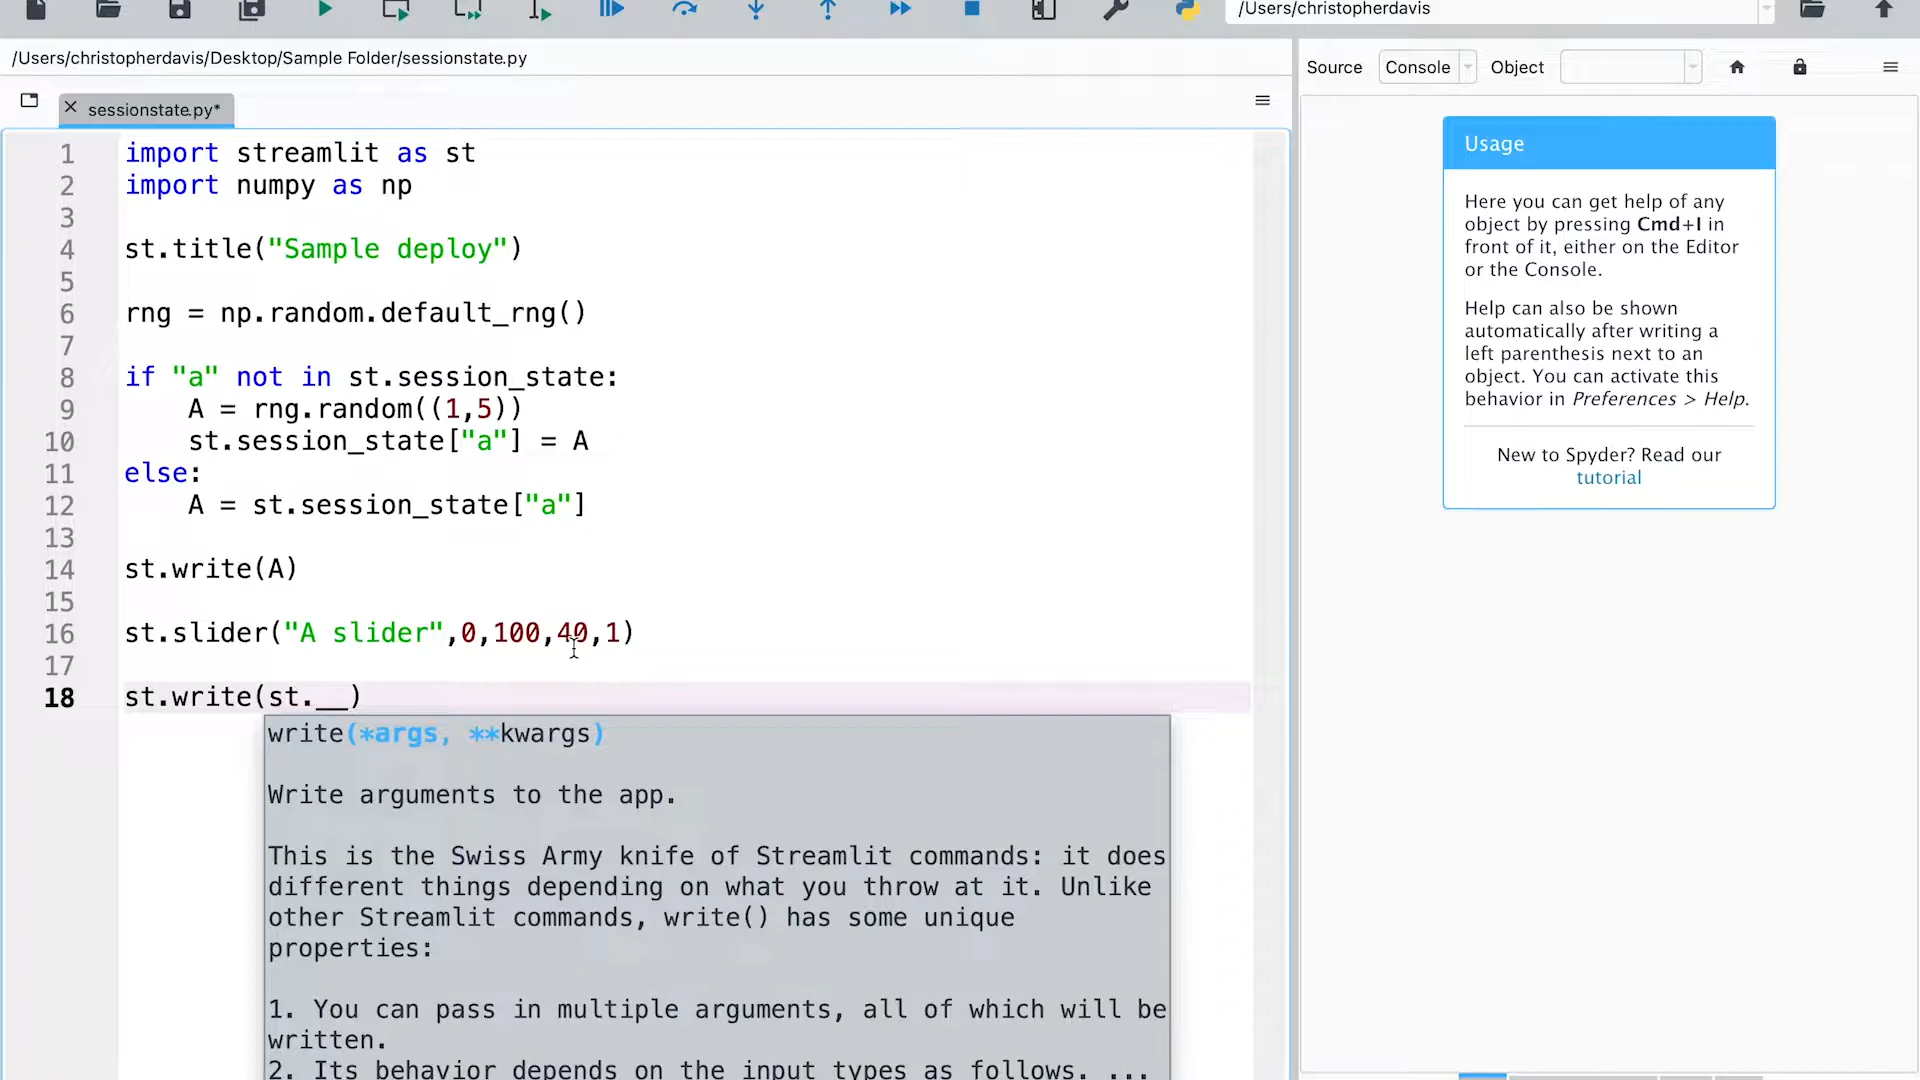 /Users/christopherdavis
/Users/christopherdavis/Desktop/Sample Folder/sessionstate.py
Source Console Object
sessionstate.py*
1 import streamlit as st
2 import numpy as np
3
4 st.title("Sample deploy")
5
6 rng = np.random.default_rng()
7
8 if "a" not in st.session_state:
9     A = rng.random((1,5))
10     st.session_state["a"] = A
11 else:
12     A = st.session_state["a"]
13
14 st.write(A)
15
16 st.slider("A slider",0,100,40,1)
17
18 st.write(st.__)
write(*args, **kwargs)
Write arguments to the app.
This is the Swiss Army knife of Streamlit commands: it does
different things depending on what you throw at it. Unlike
other Streamlit commands, write() has some unique
properties:
1. You can pass in multiple arguments, all of which will be
written.
2. Its behavior depends on the input types as follows. ...
Usage
Here you can get help of any
object by pressing Cmd+I in
front of it, either on the Editor
or the Console.
Help can also be shown
automatically after writing a
left parenthesis next to an
object. You can activate this
behavior in Preferences > Help.
New to Spyder? Read our
tutorial